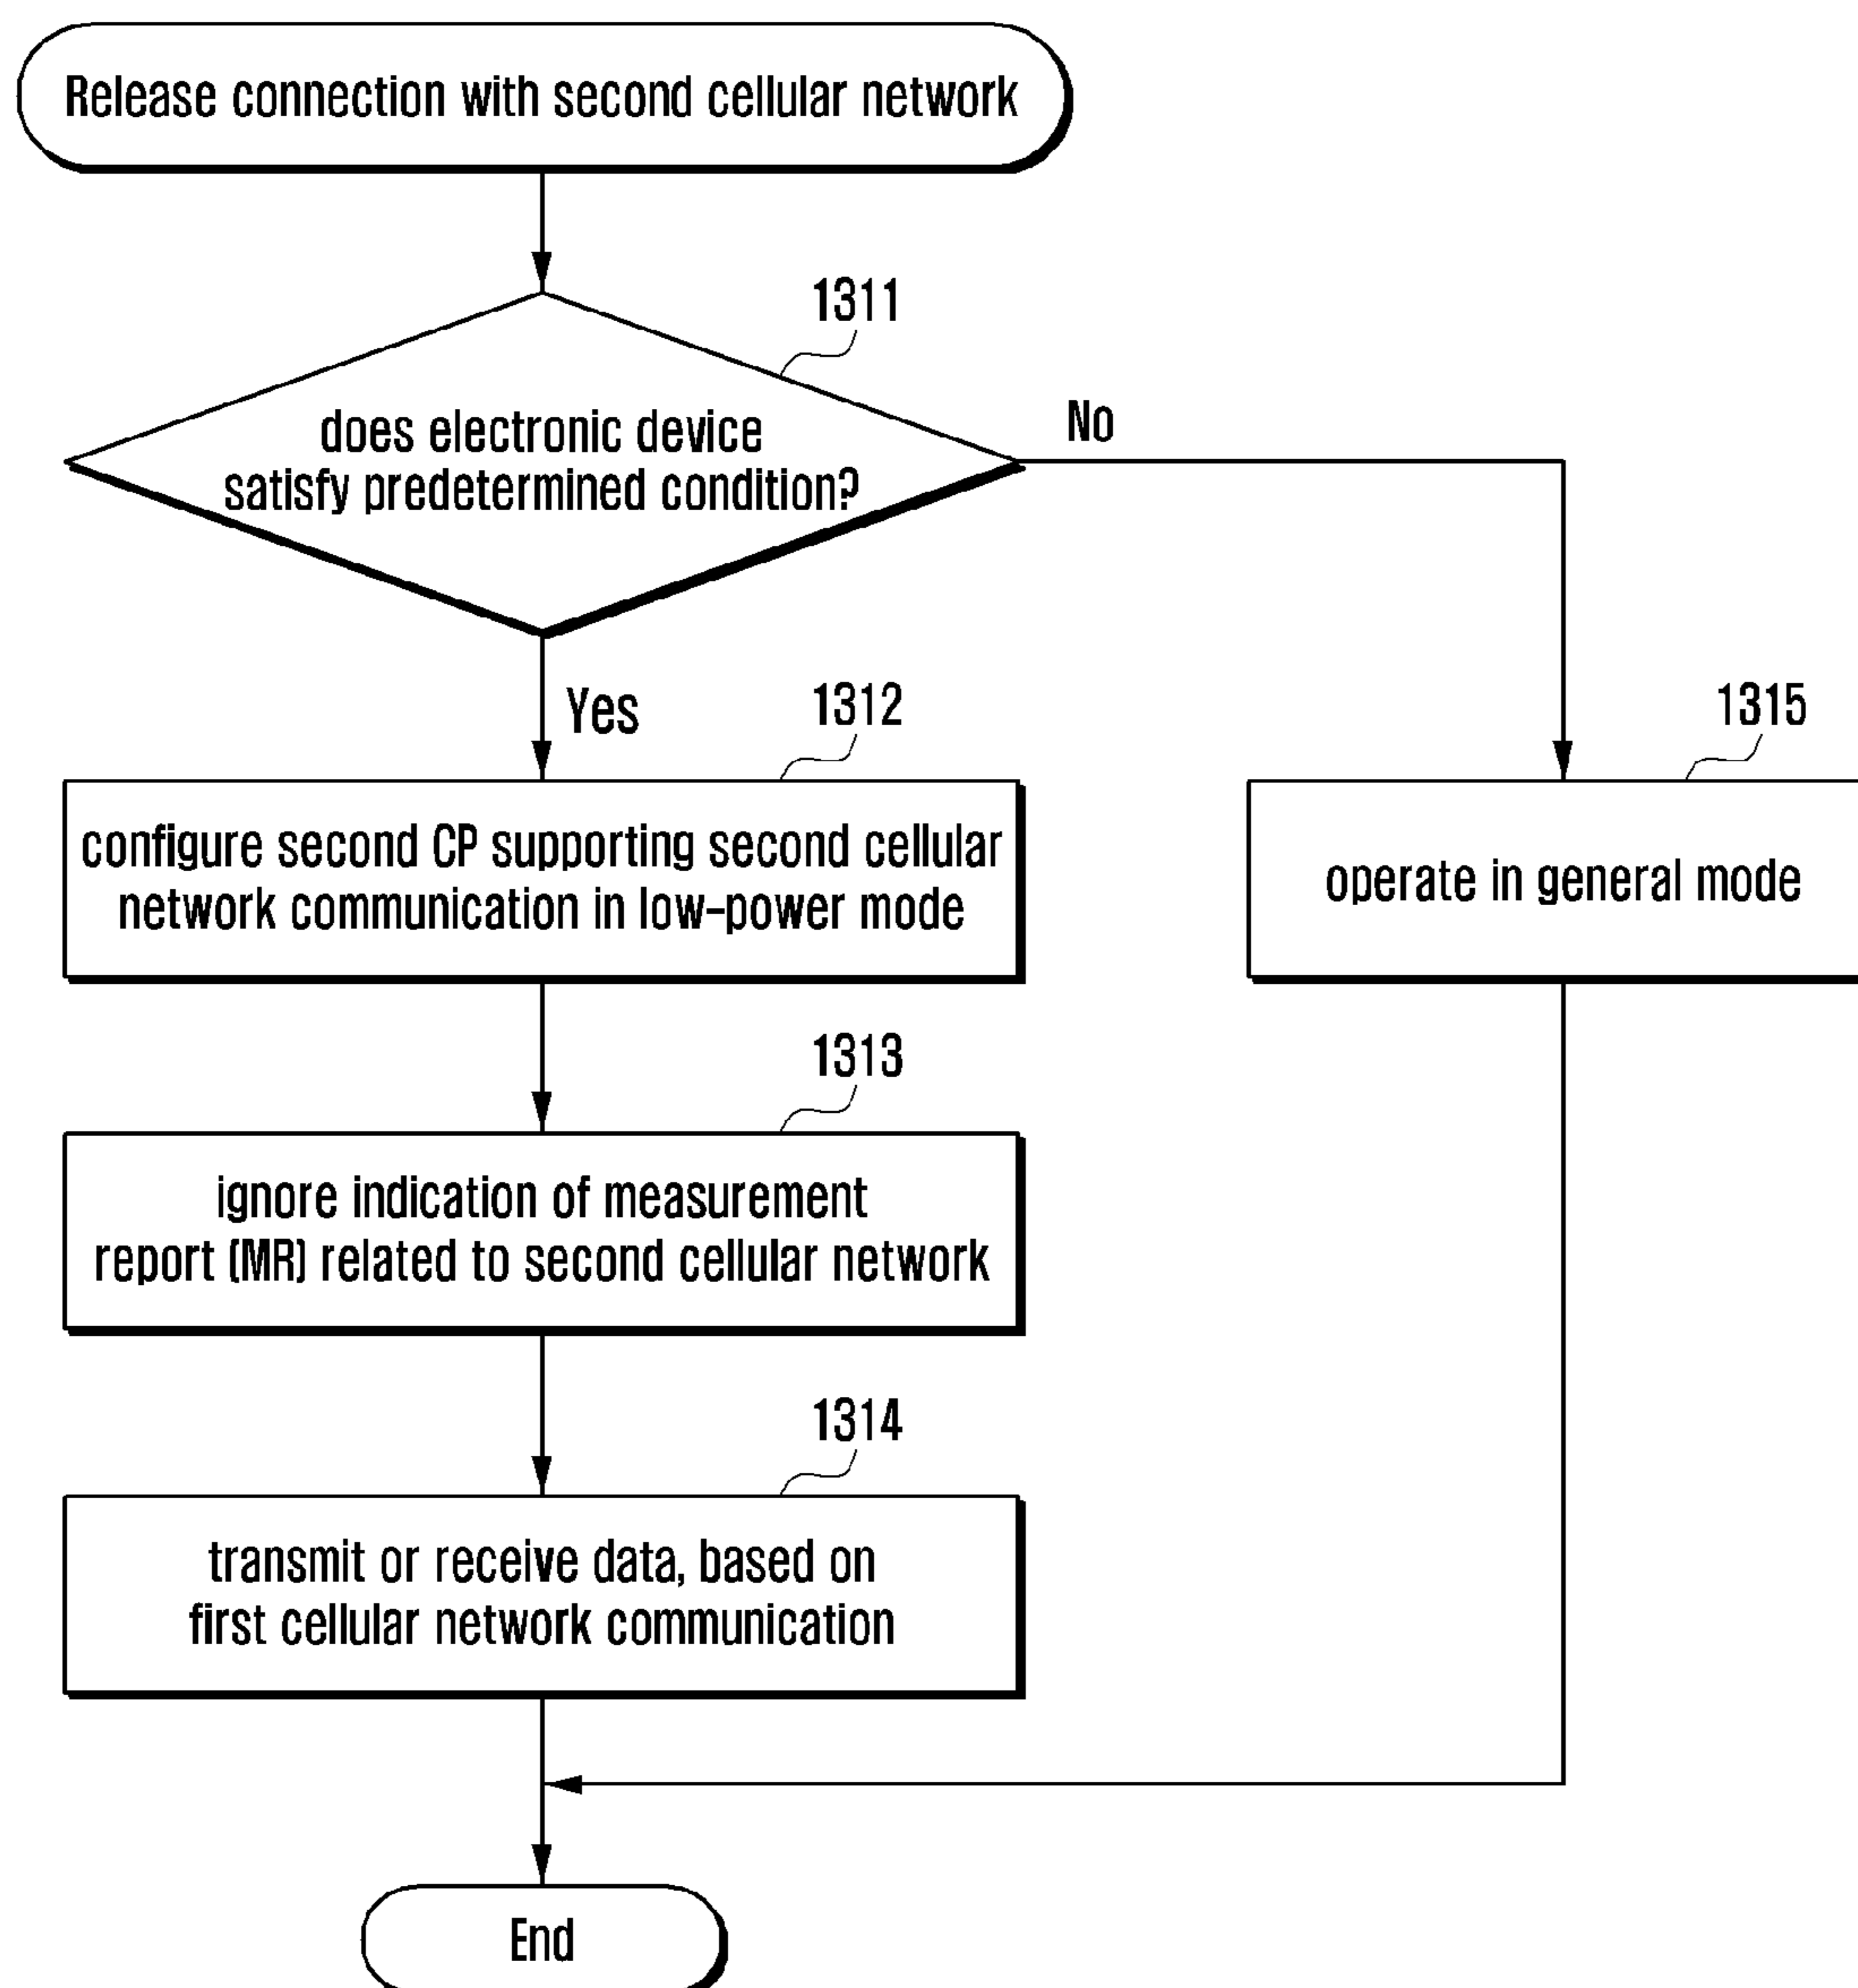 Release connection with second cellular network
1311
does electronic device
satisfy predetermined condition?
No
Yes
1312
configure second CP supporting second cellular
network communication in low-power mode
1315
operate in general mode
1313
ignore indication of measurement
report (MR) related to second cellular network
1314
transmit or receive data, based on
first cellular network communication
End